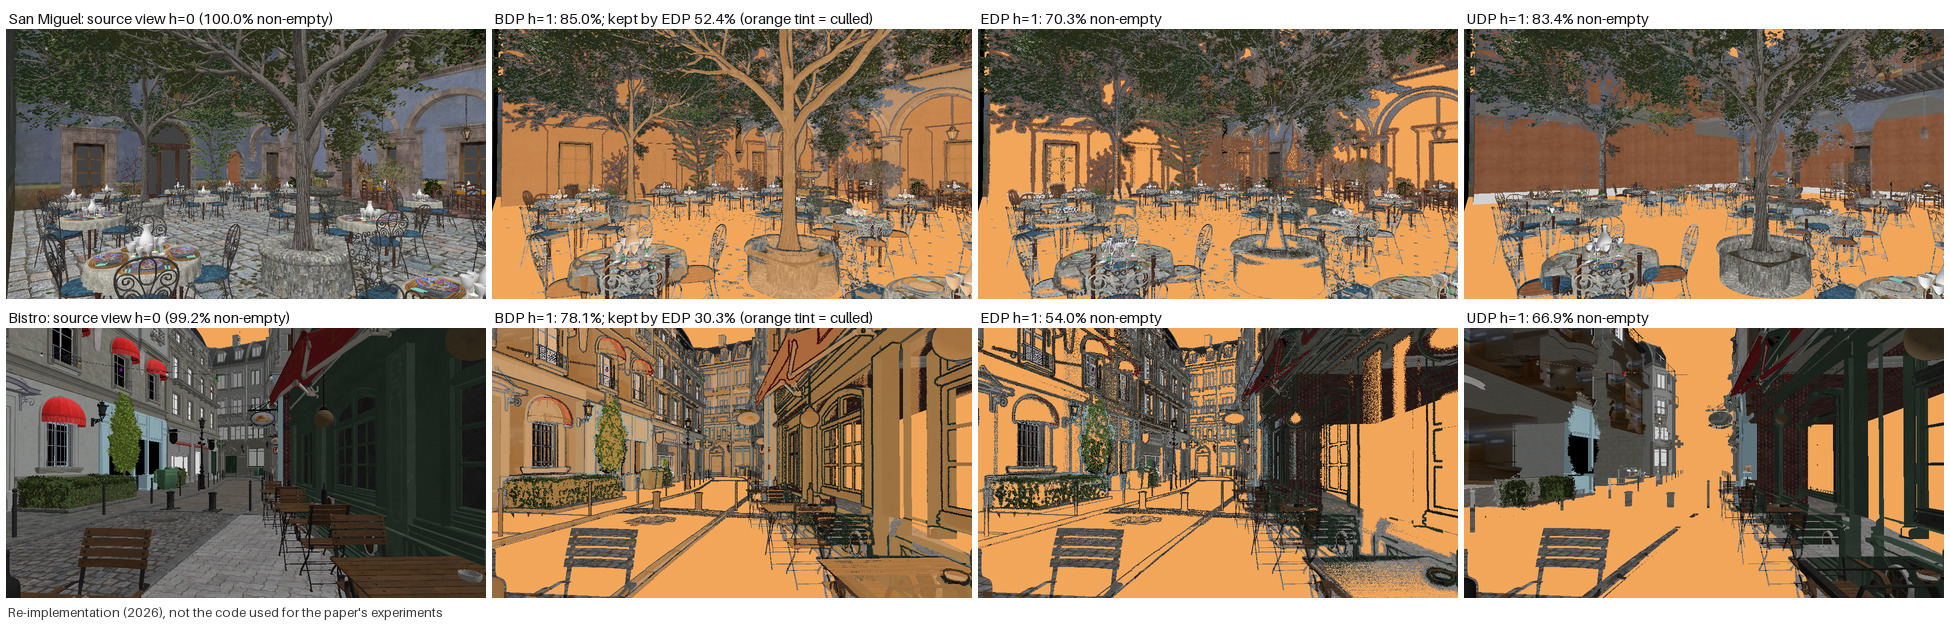 San Miguel: source view h=0 (100.0% non-empty)
BDP h=1: 85.0%; kept by EDP 52.4% (orange tint = culled)
EDP h=1: 70.3% non-empty
UDP h=1: 83.4% non-empty
Bistro: source view h=0 (99.2% non-empty)
BDP h=1: 78.1%; kept by EDP 30.3% (orange tint = culled)
EDP h=1: 54.0% non-empty
UDP h=1: 66.9% non-empty
Re-implementation (2026), not the code used for the paper's experiments